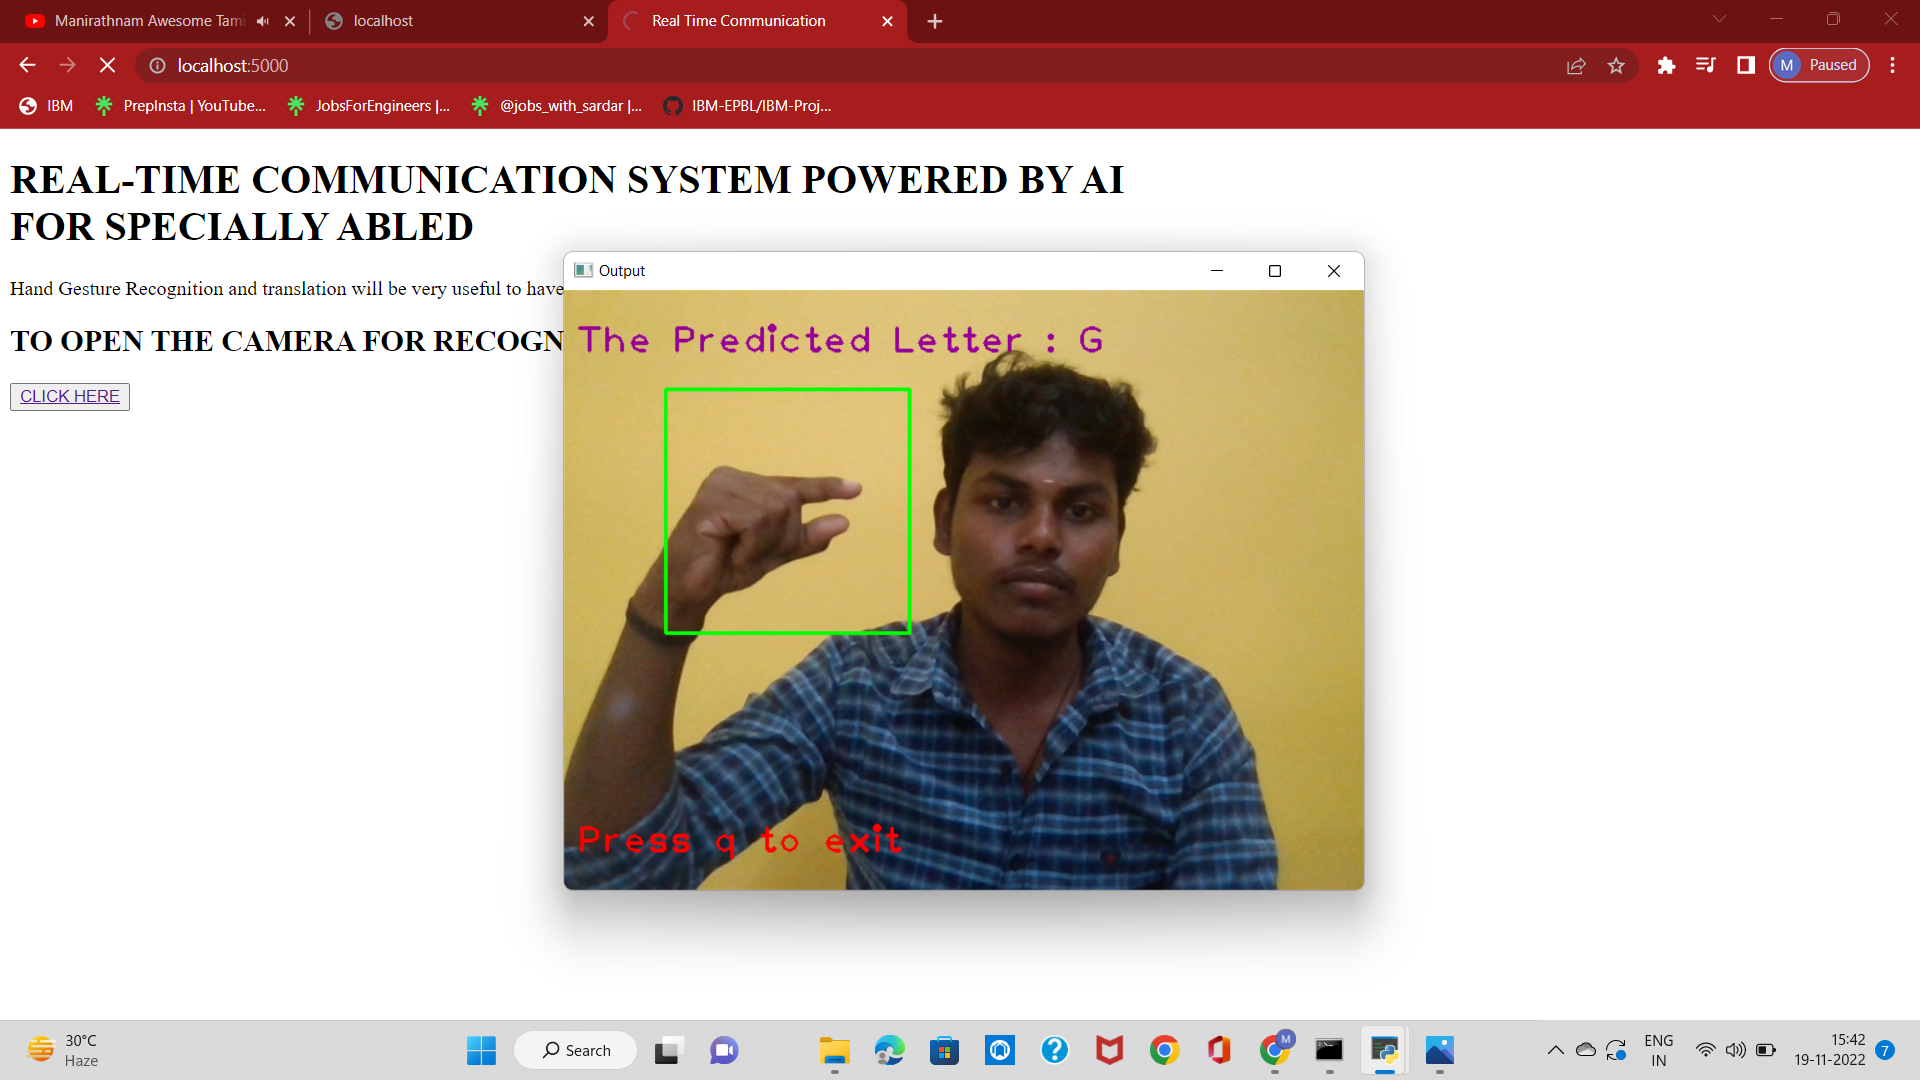 Manirathnam Awesome Tami
localhost
Real Time Communication
localhost:5000
M Paused
IBM
PrepInsta | YouTube...
JobsForEngineers |...
@jobs_with_sardar |...
IBM-EPBL/IBM-Proj...
REAL-TIME COMMUNICATION SYSTEM POWERED BY AI
FOR SPECIALLY ABLED
Hand Gesture Recognition and translation will be very useful to have
TO OPEN THE CAMERA FOR RECOGN
CLICK HERE
Output
The Predicted Letter : G
Press q to exit
30°C
Haze
Search
M
ENG
IN
15:42
19-11-2022
7